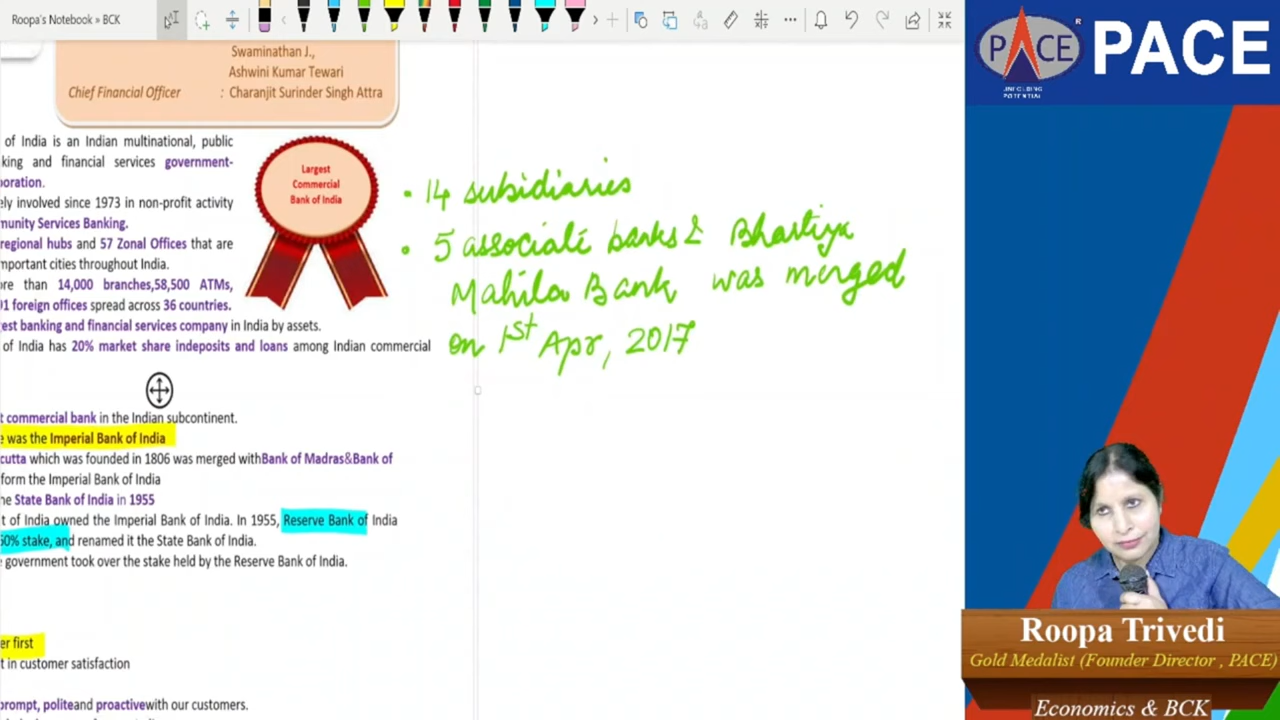 Roopa's Notebook » BCK
Swaminathan J.,
Ashwini Kumar Tewari
Chief Financial Officer : Charanjit Surinder Singh Attra
of India is an Indian multinational, public
king and financial services government-
poration.
ely involved since 1973 in non-profit activity
munity Services Banking.
regional hubs and 57 Zonal Offices that are
mportant cities throughout India.
ore than 14,000 branches,58,500 ATMs,
91 foreign offices spread across 36 countries.
est banking and financial services company in India by assets.
of India has 20% market share indeposits and loans among Indian commercial
Largest
Commercial
Bank of India
• 14 subsidiaries
• 5 associate banks & Bhartiya
Mahila Bank was merged
on 1st Apr, 2017
t commercial bank in the Indian subcontinent.
e was the Imperial Bank of India
cutta which was founded in 1806 was merged withBank of Madras&Bank of
form the Imperial Bank of India
he State Bank of India in 1955
t of India owned the Imperial Bank of India. In 1955, Reserve Bank of India
60% stake, and renamed it the State Bank of India.
e government took over the stake held by the Reserve Bank of India.
er first
t in customer satisfaction
prompt, politeand proactivewith our customers.
PACE
UNFOLDING
POTENTIAL
® PACE
Roopa Trivedi
Gold Medalist (Founder Director , PACE)
Economics & BCK